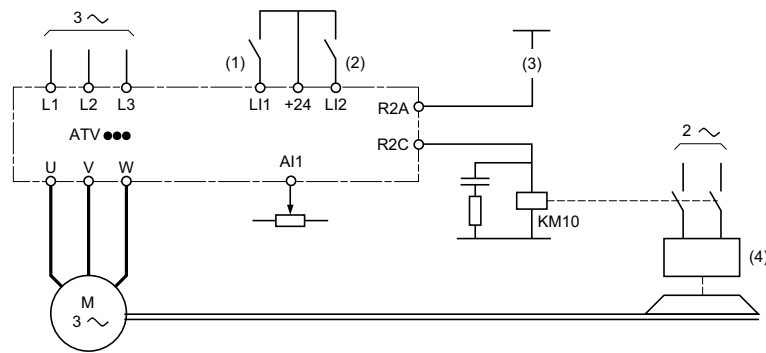 3 ~
2 ~
(1)
(2)
(3)
L1 L2 L3
LI1 +24 LI2
R2A
ATV ●●●
R2C
U V W
AI1
KM10
(4)
M
3 ~